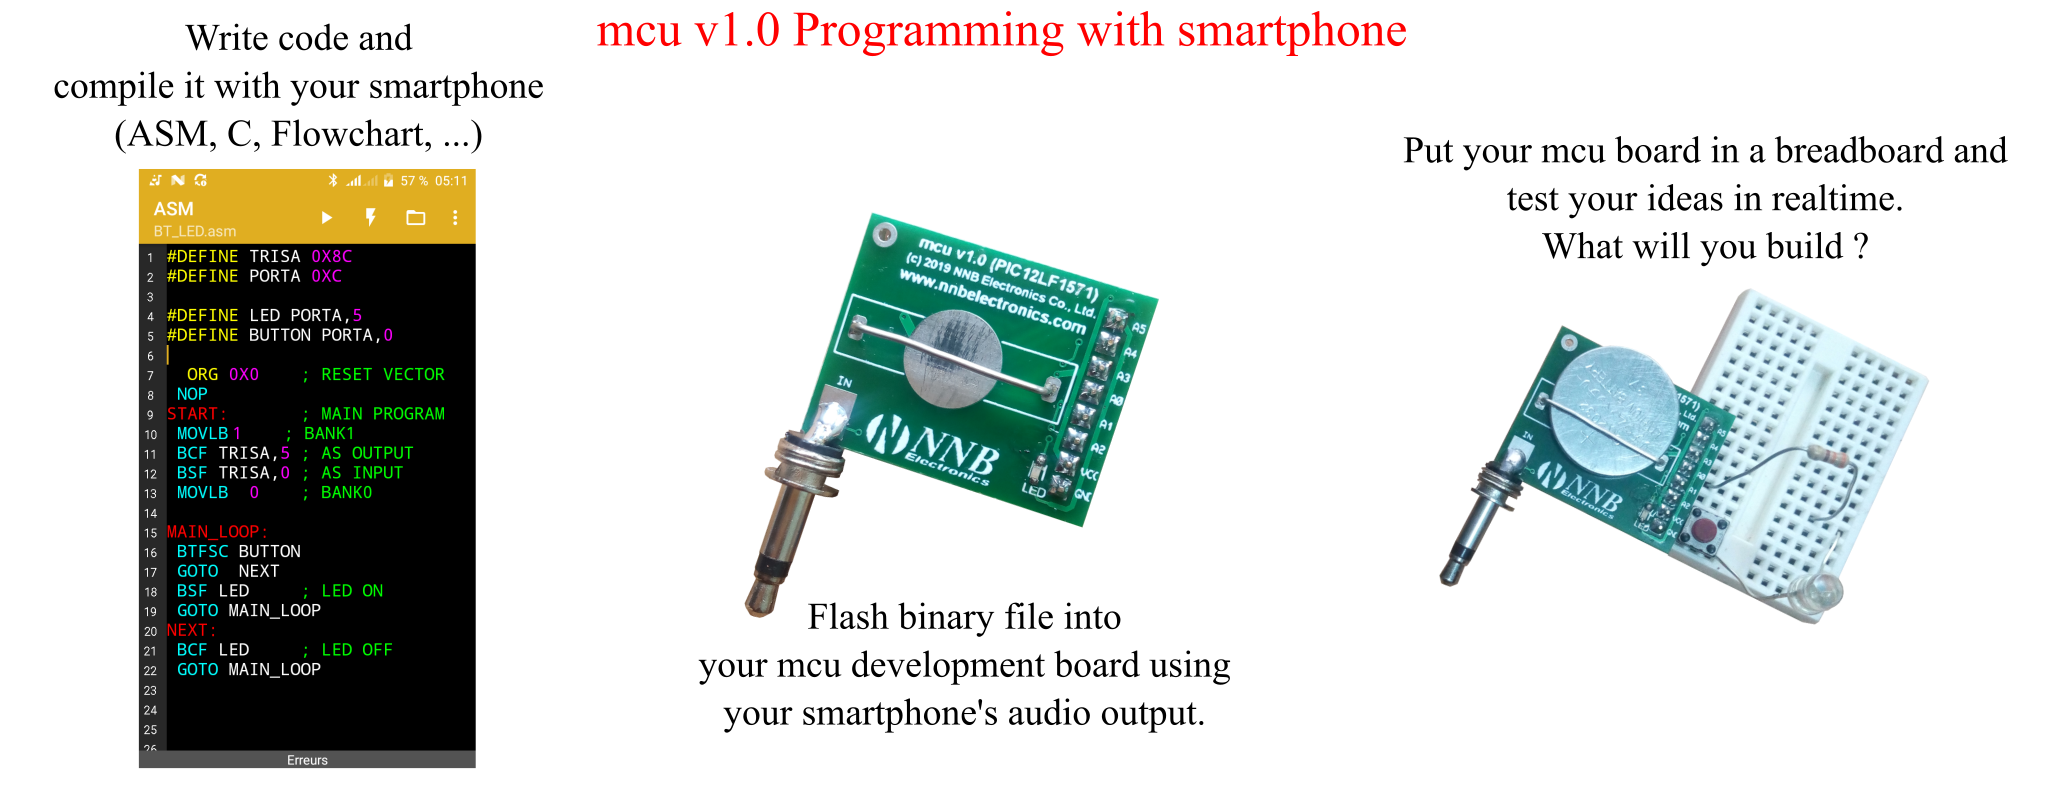 mcu v1.0 Programming with smartphone
Write code and
compile it with your smartphone
(ASM, C, Flowchart, ...)
57 % 05:11
ASM
BT_LED.asm
1 #DEFINE TRISA 0X8C
2 #DEFINE PORTA 0XC
3
4 #DEFINE LED PORTA,5
5 #DEFINE BUTTON PORTA,0
6
7 ORG 0X0 ; RESET VECTOR
8 NOP
9 START: ; MAIN PROGRAM
10 MOVLB 1 ; BANK1
11 BCF TRISA,5 ; AS OUTPUT
12 BSF TRISA,0 ; AS INPUT
13 MOVLB 0 ; BANK0
14
15 MAIN_LOOP:
16 BTFSC BUTTON
17 GOTO NEXT
18 BSF LED ; LED ON
19 GOTO MAIN_LOOP
20 NEXT:
21 BCF LED ; LED OFF
22 GOTO MAIN_LOOP
23
24
25
26
Erreurs
mcu v1.0 (PIC12LF1571)
(c) 2019 NNB Electronics Co., Ltd.
www.nnbelectronics.com
A5
A4
A3
A0
A1
A2
VCC
GND
IN
NNB
Electronics
LED
Flash binary file into
your mcu development board using
your smartphone's audio output.
Put your mcu board in a breadboard and
test your ideas in realtime.
What will you build ?
1571)
, Ltd.
om
A5
A3
A1
A2
IN
NNB
Electronics
LED